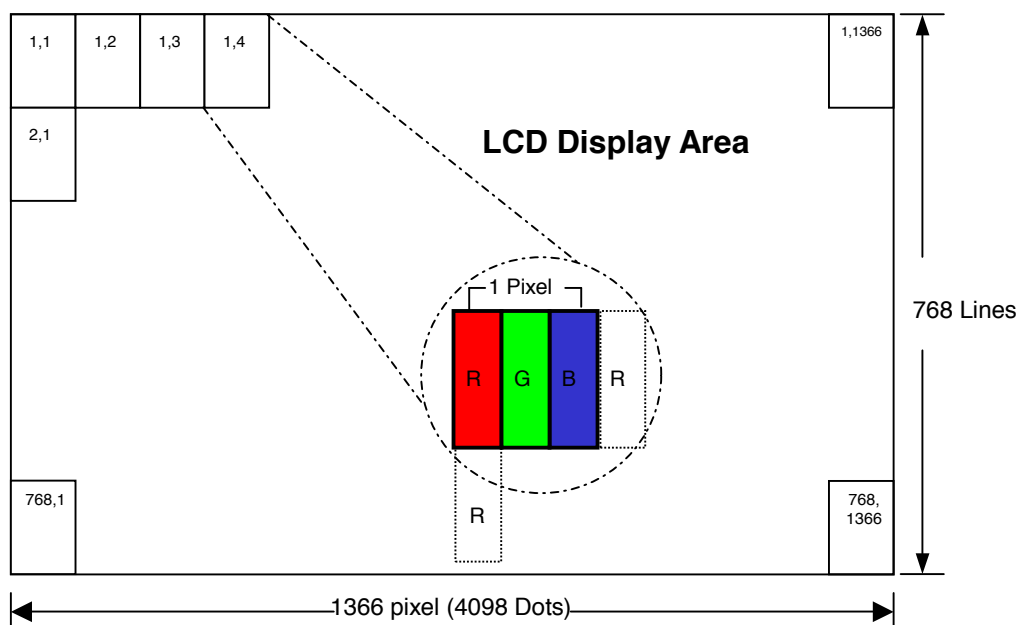 1,1
1,2
1,3
1,4
1,1366
2,1
LCD Display Area
1 Pixel
768 Lines
R
G
B
R
R
768,1
768,
1366
1366 pixel (4098 Dots)